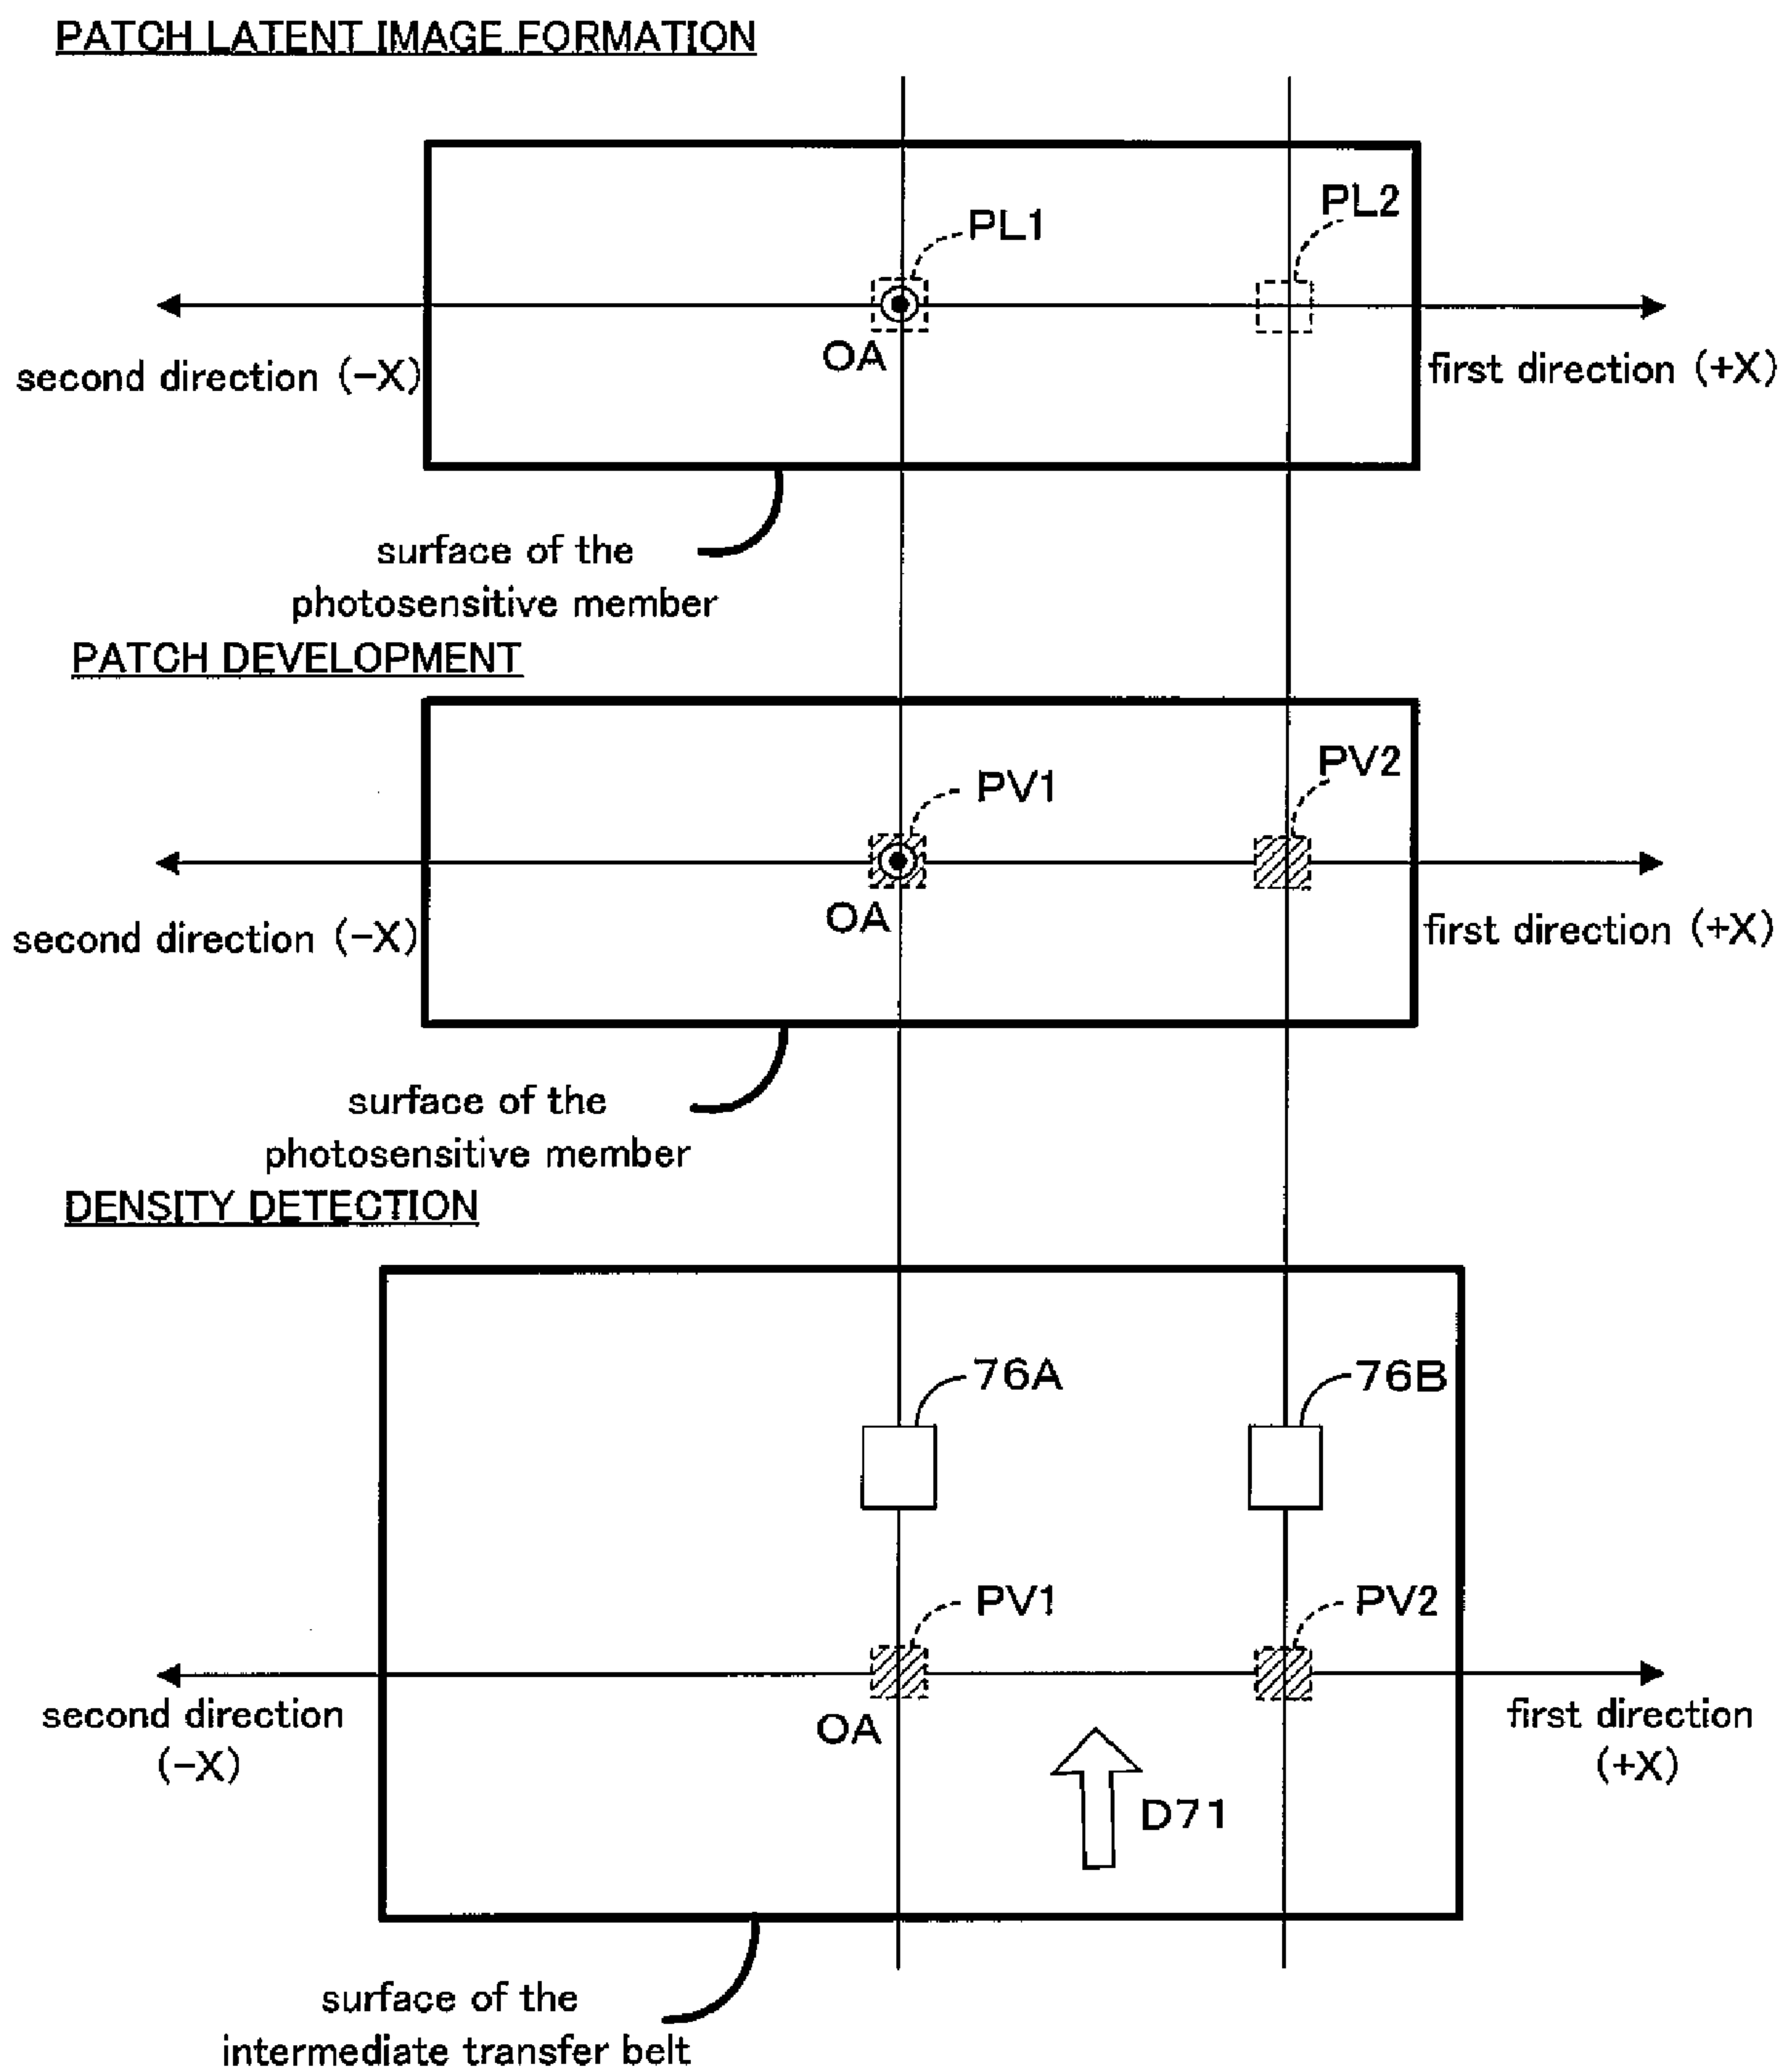 PATCH LATENT IMAGE FORMATION
PL1
PL2
OA
second direction (-X)
first direction (+X)
surface of the
photosensitive member
PATCH DEVELOPMENT
PV1
PV2
OA
second direction (-X)
first direction (+X)
surface of the
photosensitive member
DENSITY DETECTION
76A
76B
PV1
PV2
OA
second direction
(-X)
first direction
(+X)
D71
surface of the
intermediate transfer belt